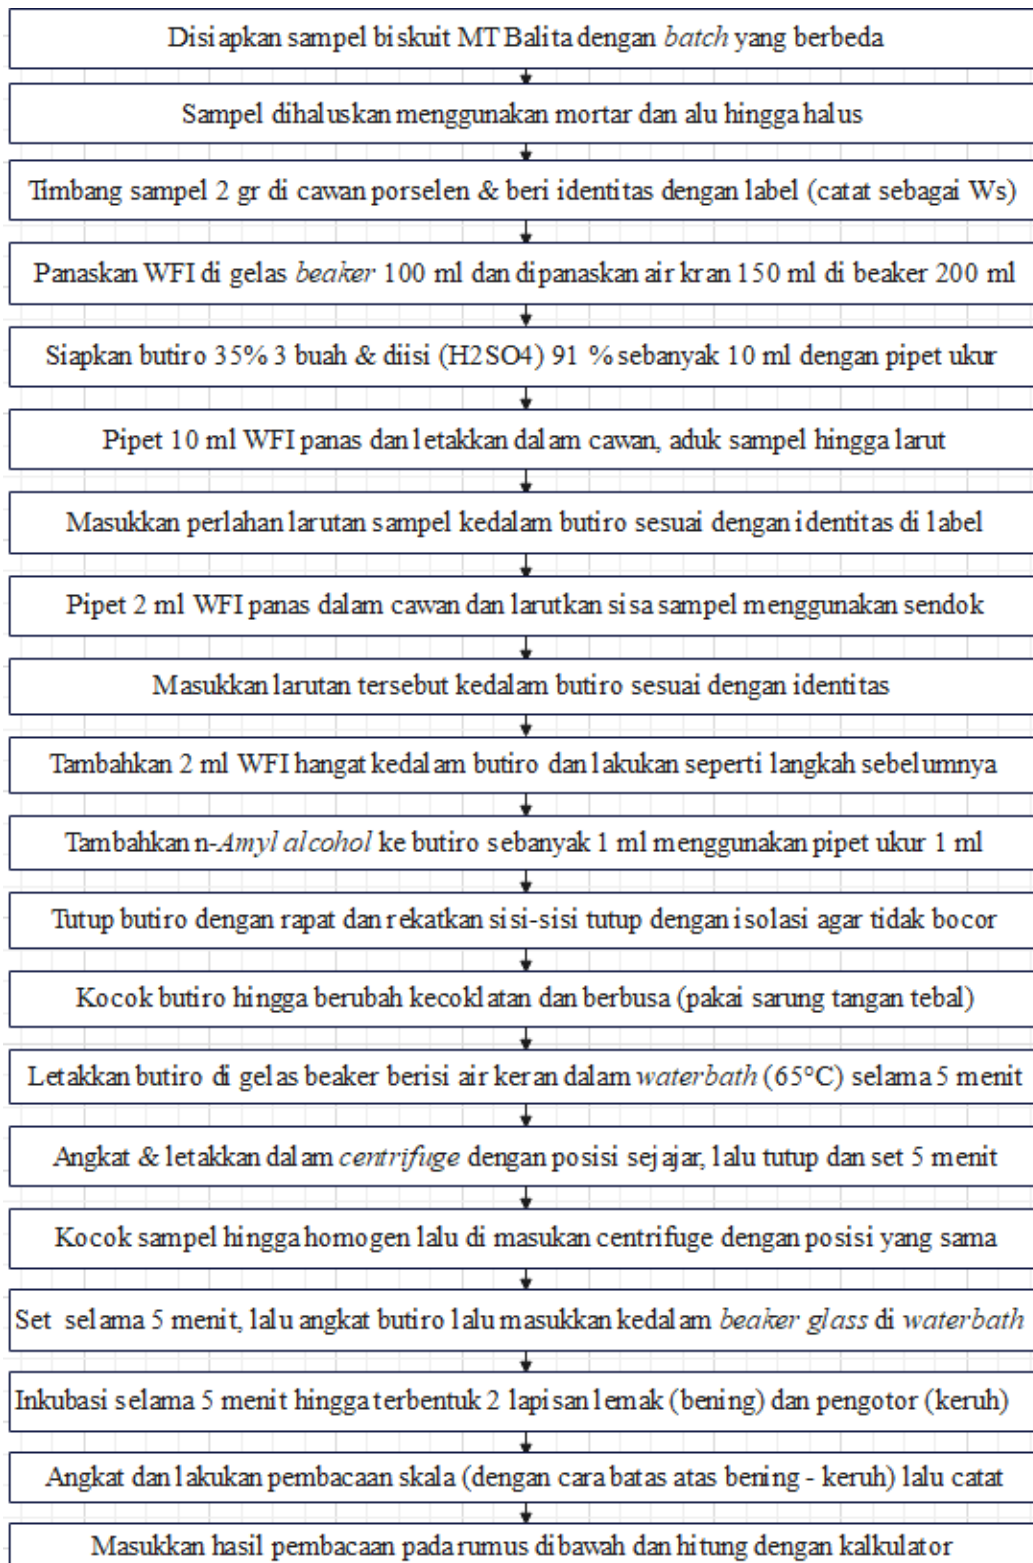 Disiapkan sampel biskuit MT Balita dengan batch yang berbeda
Sampel dihaluskan menggunakan mortar dan alu hingga halus
Timbang sampel 2 gr di cawan porselen & beri identitas dengan label (catat sebagai Ws)
Panaskan WFI di gelas beaker 100 ml dan dipanaskan air kran 150 ml di beaker 200 ml
Siapkan butiro 35% 3 buah & diisi (H2SO4) 91 % sebanyak 10 ml dengan pipet ukur
Pipet 10 ml WFI panas dan letakkan dalam cawan, aduk sampel hingga larut
Masukkan perlahan larutan sampel kedalam butiro sesuai dengan identitas di label
Pipet 2 ml WFI panas dalam cawan dan larutkan sisa sampel menggunakan sendok
Masukkan larutan tersebut kedalam butiro sesuai dengan identitas
Tambahkan 2 ml WFI hangat kedalam butiro dan lakukan seperti langkah sebelumnya
Tambahkan n-Amyl alcohol ke butiro sebanyak 1 ml menggunakan pipet ukur 1 ml
Tutup butiro dengan rapat dan rekatkan sisi-sisi tutup dengan isolasi agar tidak bocor
Kocok butiro hingga berubah kecoklatan dan berbusa (pakai sarung tangan tebal)
Letakkan butiro di gelas beaker berisi air keran dalam waterbath (65°C) selama 5 menit
Angkat & letakkan dalam centrifuge dengan posisi sejajar, lalu tutup dan set 5 menit
Kocok sampel hingga homogen lalu di masukan centrifuge dengan posisi yang sama
Set selama 5 menit, lalu angkat butiro lalu masukkan kedalam beaker glass di waterbath
Inkubasi selama 5 menit hingga terbentuk 2 lapisan lemak (bening) dan pengotor (keruh)
Angkat dan lakukan pembacaan skala (dengan cara batas atas bening - keruh) lalu catat
Masukkan hasil pembacaan pada rumus dibawah dan hitung dengan kalkulator